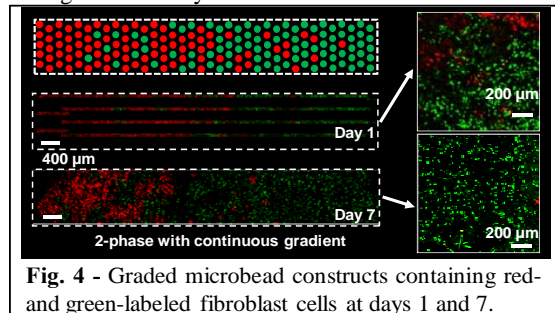 200 µm
Day 1
400 µm
Day 7
200 µm
2-phase with continuous gradient
Fig. 4 - Graded microbead constructs containing red-
and green-labeled fibroblast cells at days 1 and 7.